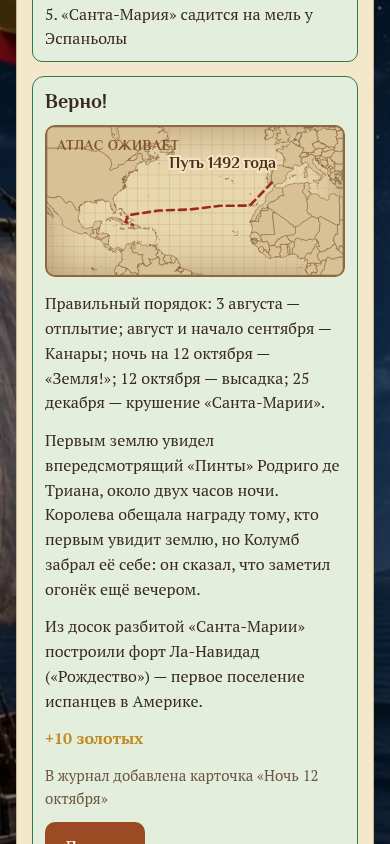 5. «Санта-Мария» садится на мель у
Эспаньолы
Верно!
АТЛАС ОЖИВАЕТ
Путь 1492 года
Правильный порядок: 3 августа —
отплытие; август и начало сентября —
Канары; ночь на 12 октября —
«Земля!»; 12 октября — высадка; 25
декабря — крушение «Санта-Марии».
Первым землю увидел
вперёдсмотрящий «Пинты» Родриго де
Триана, около двух часов ночи.
Королева обещала награду тому, кто
первым увидит землю, но Колумб
забрал её себе: он сказал, что заметил
огонёк ещё вечером.
Из досок разбитой «Санта-Марии»
построили форт Ла-Навидад
(«Рождество») — первое поселение
испанцев в Америке.
+10 золотых
В журнал добавлена карточка «Ночь 12
октября»